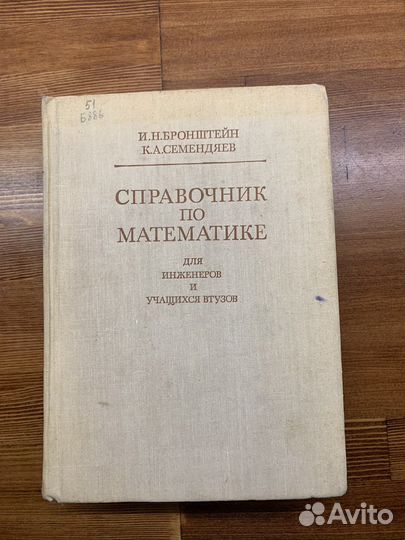 51
Б886
И.Н.БРОНШТЕЙН
К.А.СЕМЕНДЯЕВ
СПРАВОЧНИК
ПО
МАТЕМАТИКЕ
ДЛЯ
ИНЖЕНЕРОВ
И
УЧАЩИХСЯ ВТУЗОВ
Avito